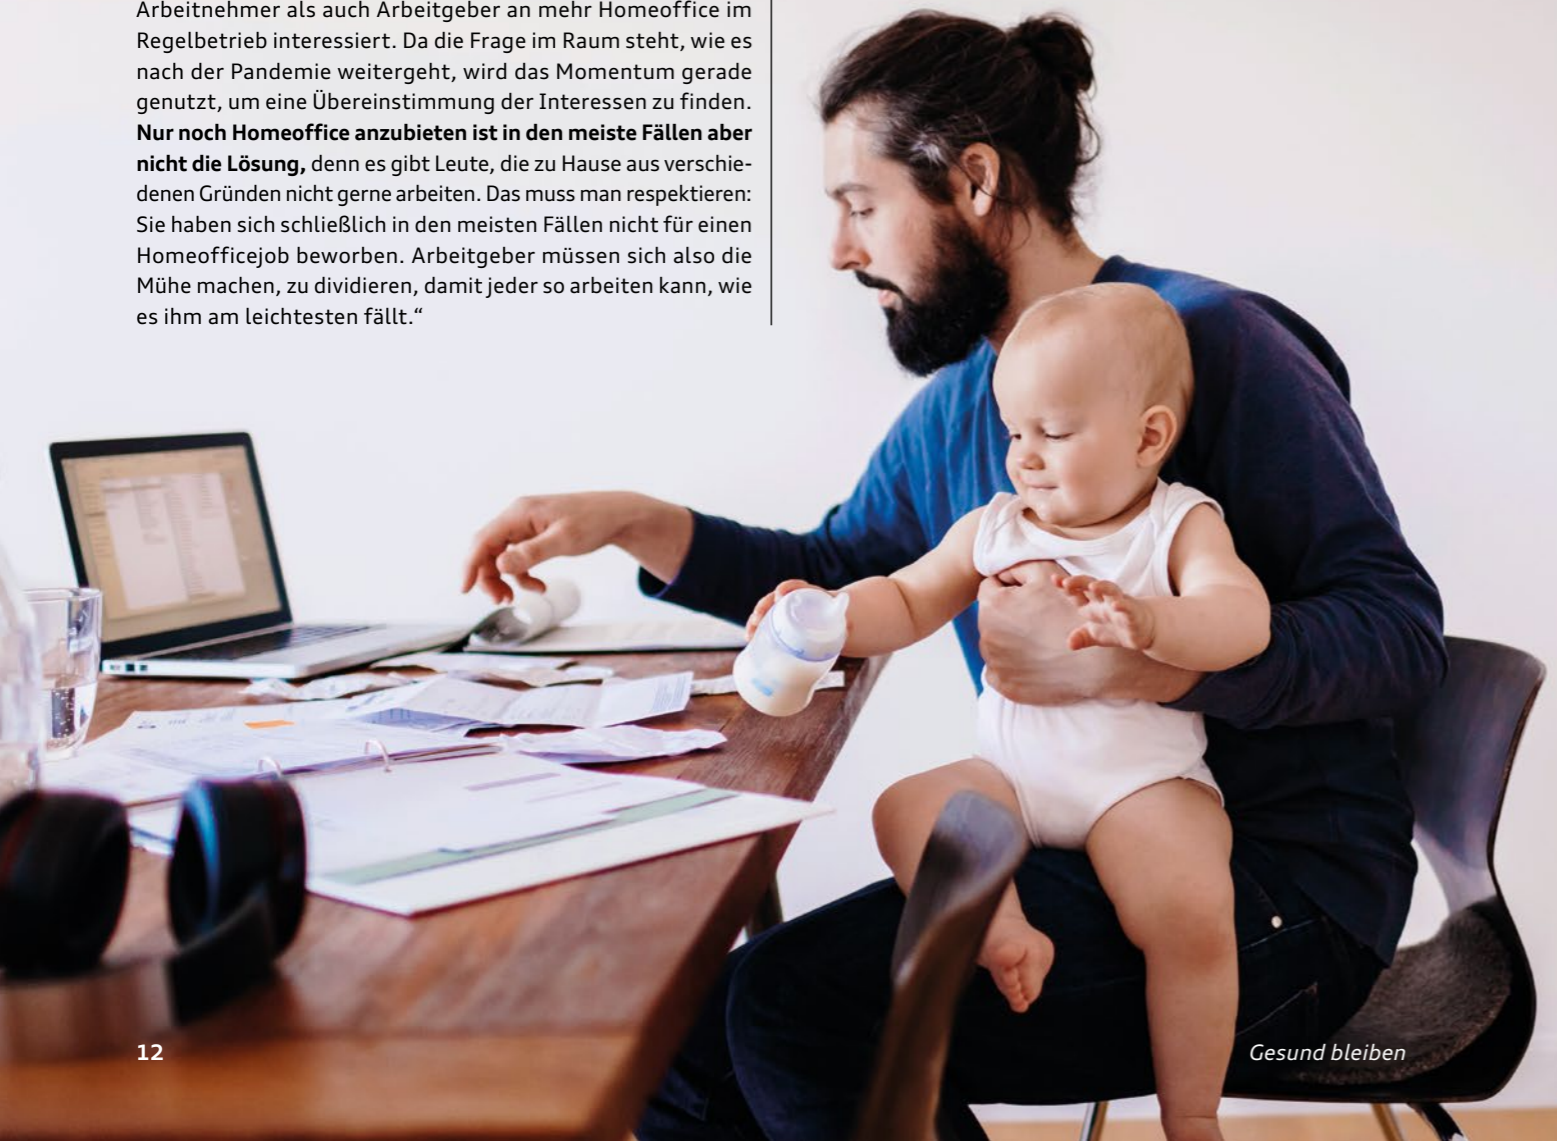 Arbeitnehmer als auch Arbeitgeber an mehr Homeoffice im
Regelbetrieb interessiert. Da die Frage im Raum steht, wie es
nach der Pandemie weitergeht, wird das Momentum gerade
genutzt, um eine Übereinstimmung der Interessen zu finden.
Nur noch Homeoffice anzubieten ist in den meiste Fällen aber
nicht die Lösung, denn es gibt Leute, die zu Hause aus verschie-
denen Gründen nicht gerne arbeiten. Das muss man respektieren:
Sie haben sich schließlich in den meisten Fällen nicht für einen
Homeofficejob beworben. Arbeitgeber müssen sich also die
Mühe machen, zu dividieren, damit jeder so arbeiten kann, wie
es ihm am leichtesten fällt.“
12
Gesund bleiben